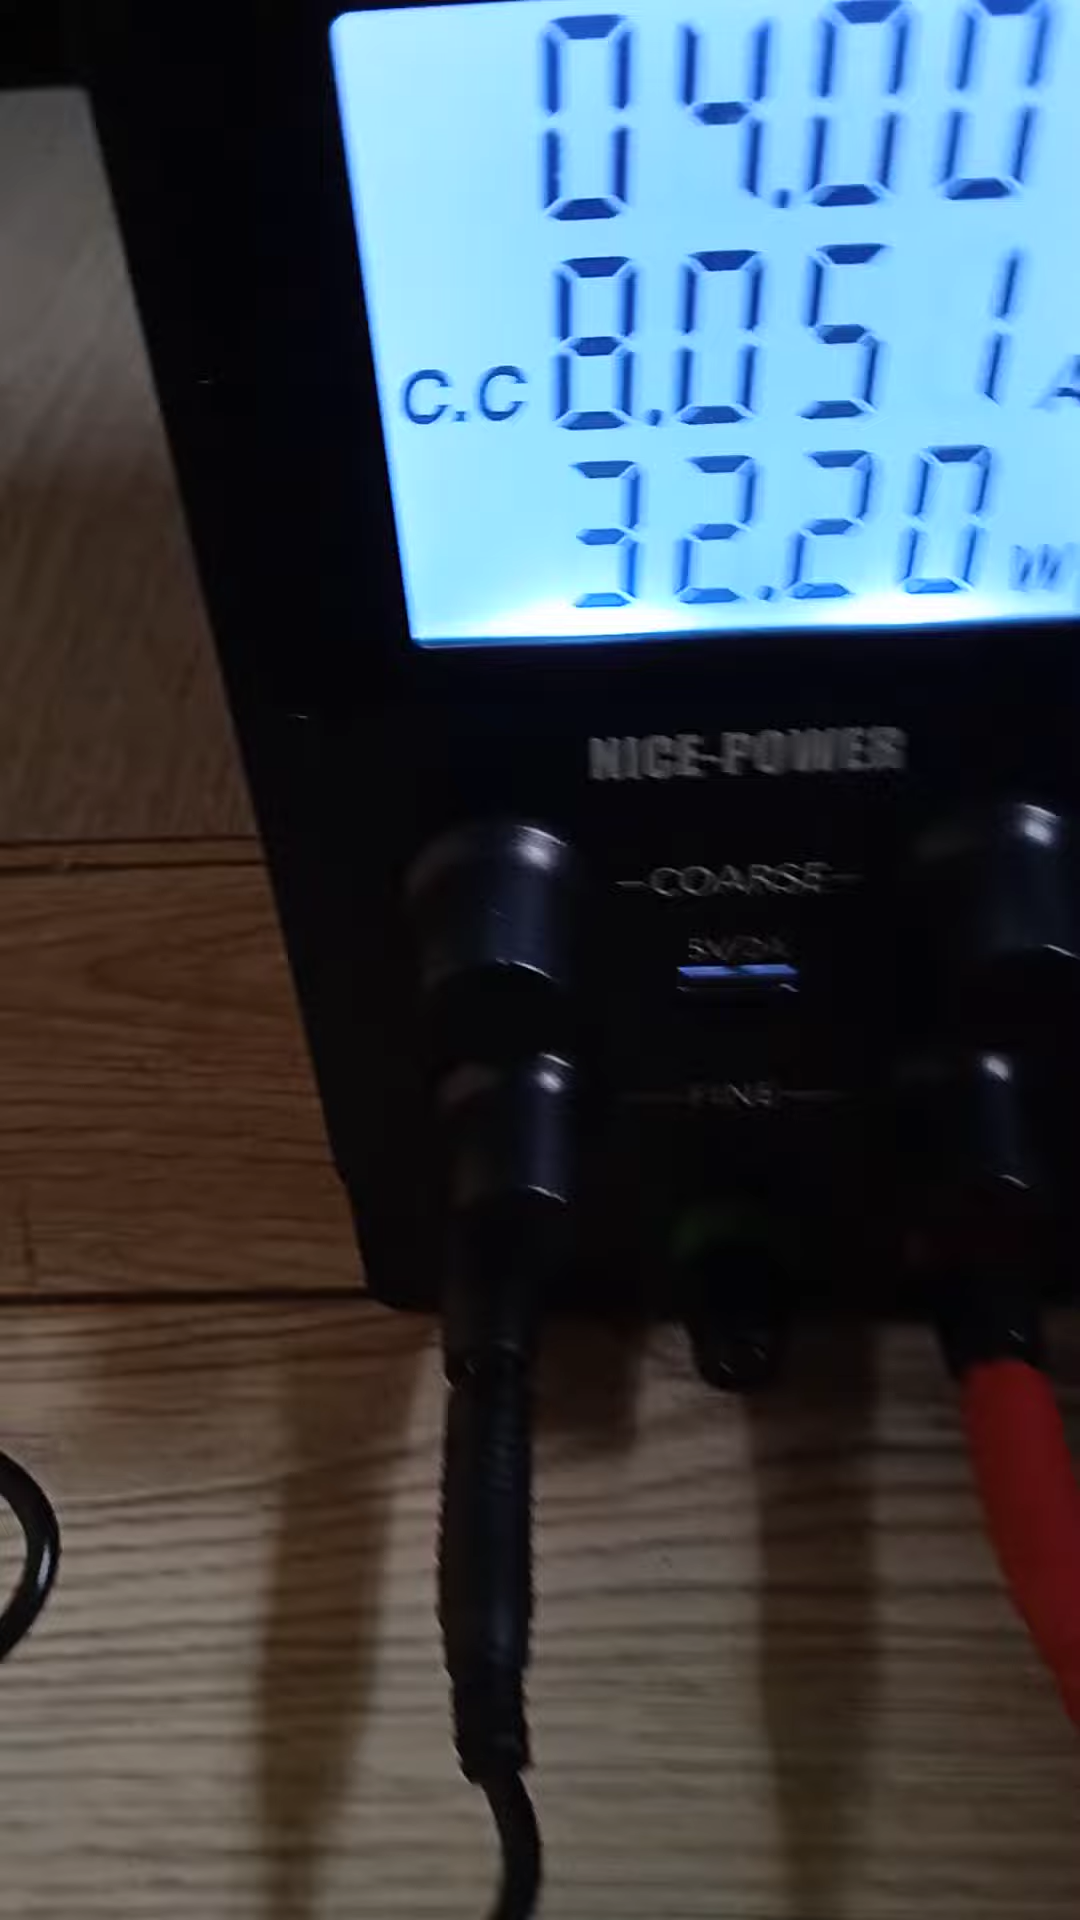 04.00
C.C 8.051 A
32.20 W
NICE-POWER
COARSE
5V/2A
FINE